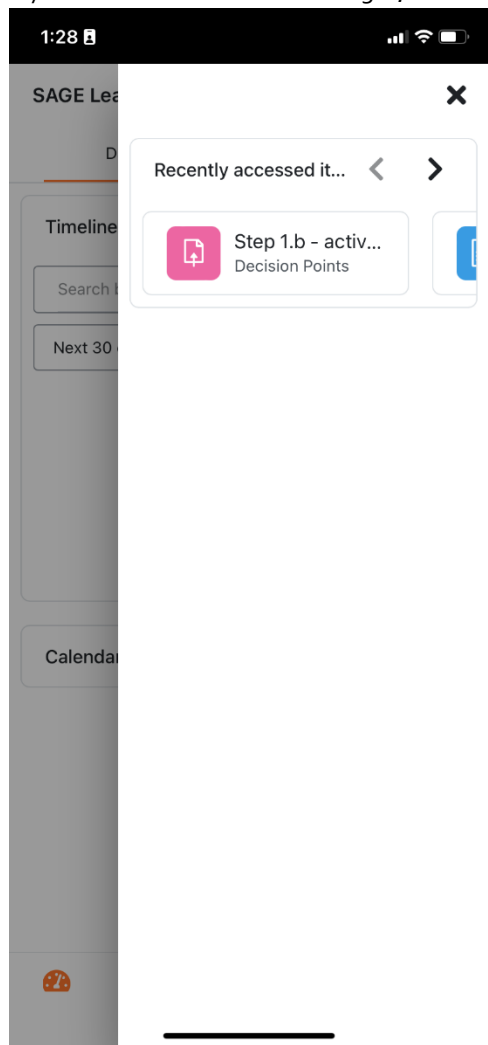 1:28
SAGE Lea
D
Recently accessed it...
Timeline
Step 1.b - activ...
Decision Points
Search
Next 30
Calendar